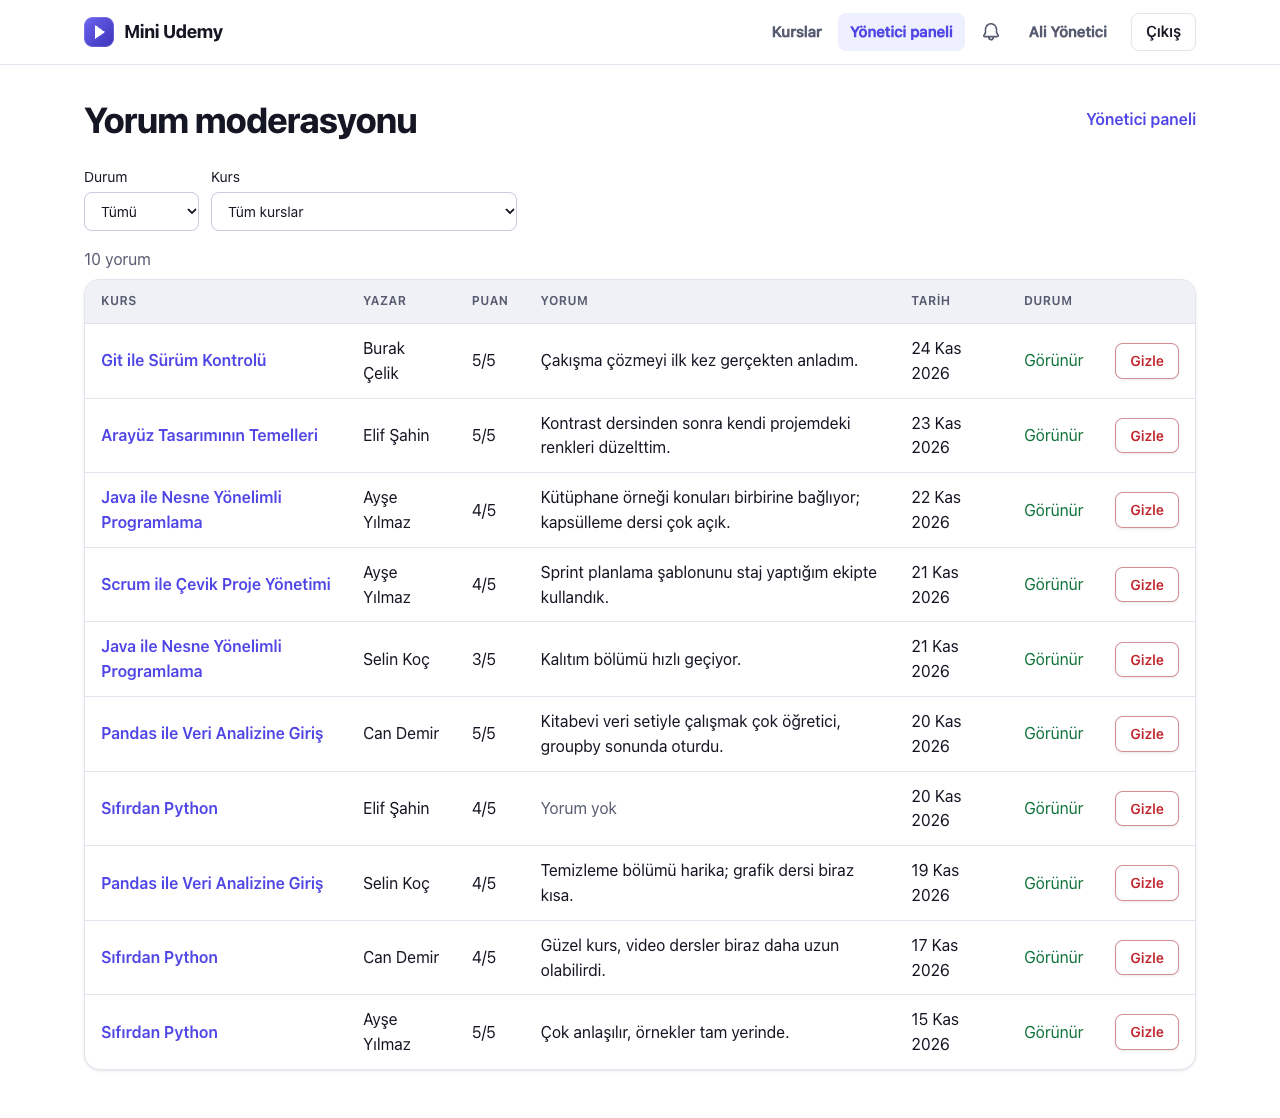 Mini Udemy
Kurslar
Yönetici paneli
Ali Yönetici
Çıkış
Yorum moderasyonu
Yönetici paneli
Durum
Kurs
Tümü
Tüm kurslar
10 yorum
KURS YAZAR PUAN YORUM TARİH DURUM
Git ile Sürüm Kontrolü
Burak
Çelik
5/5
Çakışma çözmeyi ilk kez gerçekten anladım.
24 Kas
2026
Görünür
Gizle
Arayüz Tasarımının Temelleri
Elif Şahin
5/5
Kontrast dersinden sonra kendi projemdeki
renkleri düzelttim.
23 Kas
2026
Görünür
Gizle
Java ile Nesne Yönelimli
Programlama
Ayşe
Yılmaz
4/5
Kütüphane örneği konuları birbirine bağlıyor;
kapsülleme dersi çok açık.
22 Kas
2026
Görünür
Gizle
Scrum ile Çevik Proje Yönetimi
Ayşe
Yılmaz
4/5
Sprint planlama şablonunu staj yaptığım ekipte
kullandık.
21 Kas
2026
Görünür
Gizle
Java ile Nesne Yönelimli
Programlama
Selin Koç
3/5
Kalıtım bölümü hızlı geçiyor.
21 Kas
2026
Görünür
Gizle
Pandas ile Veri Analizine Giriş
Can Demir
5/5
Kitabevi veri setiyle çalışmak çok öğretici,
groupby sonunda oturdu.
20 Kas
2026
Görünür
Gizle
Sıfırdan Python
Elif Şahin
4/5
Yorum yok
20 Kas
2026
Görünür
Gizle
Pandas ile Veri Analizine Giriş
Selin Koç
4/5
Temizleme bölümü harika; grafik dersi biraz
kısa.
19 Kas
2026
Görünür
Gizle
Sıfırdan Python
Can Demir
4/5
Güzel kurs, video dersler biraz daha uzun
olabilirdi.
17 Kas
2026
Görünür
Gizle
Sıfırdan Python
Ayşe
Yılmaz
5/5
Çok anlaşılır, örnekler tam yerinde.
15 Kas
2026
Görünür
Gizle